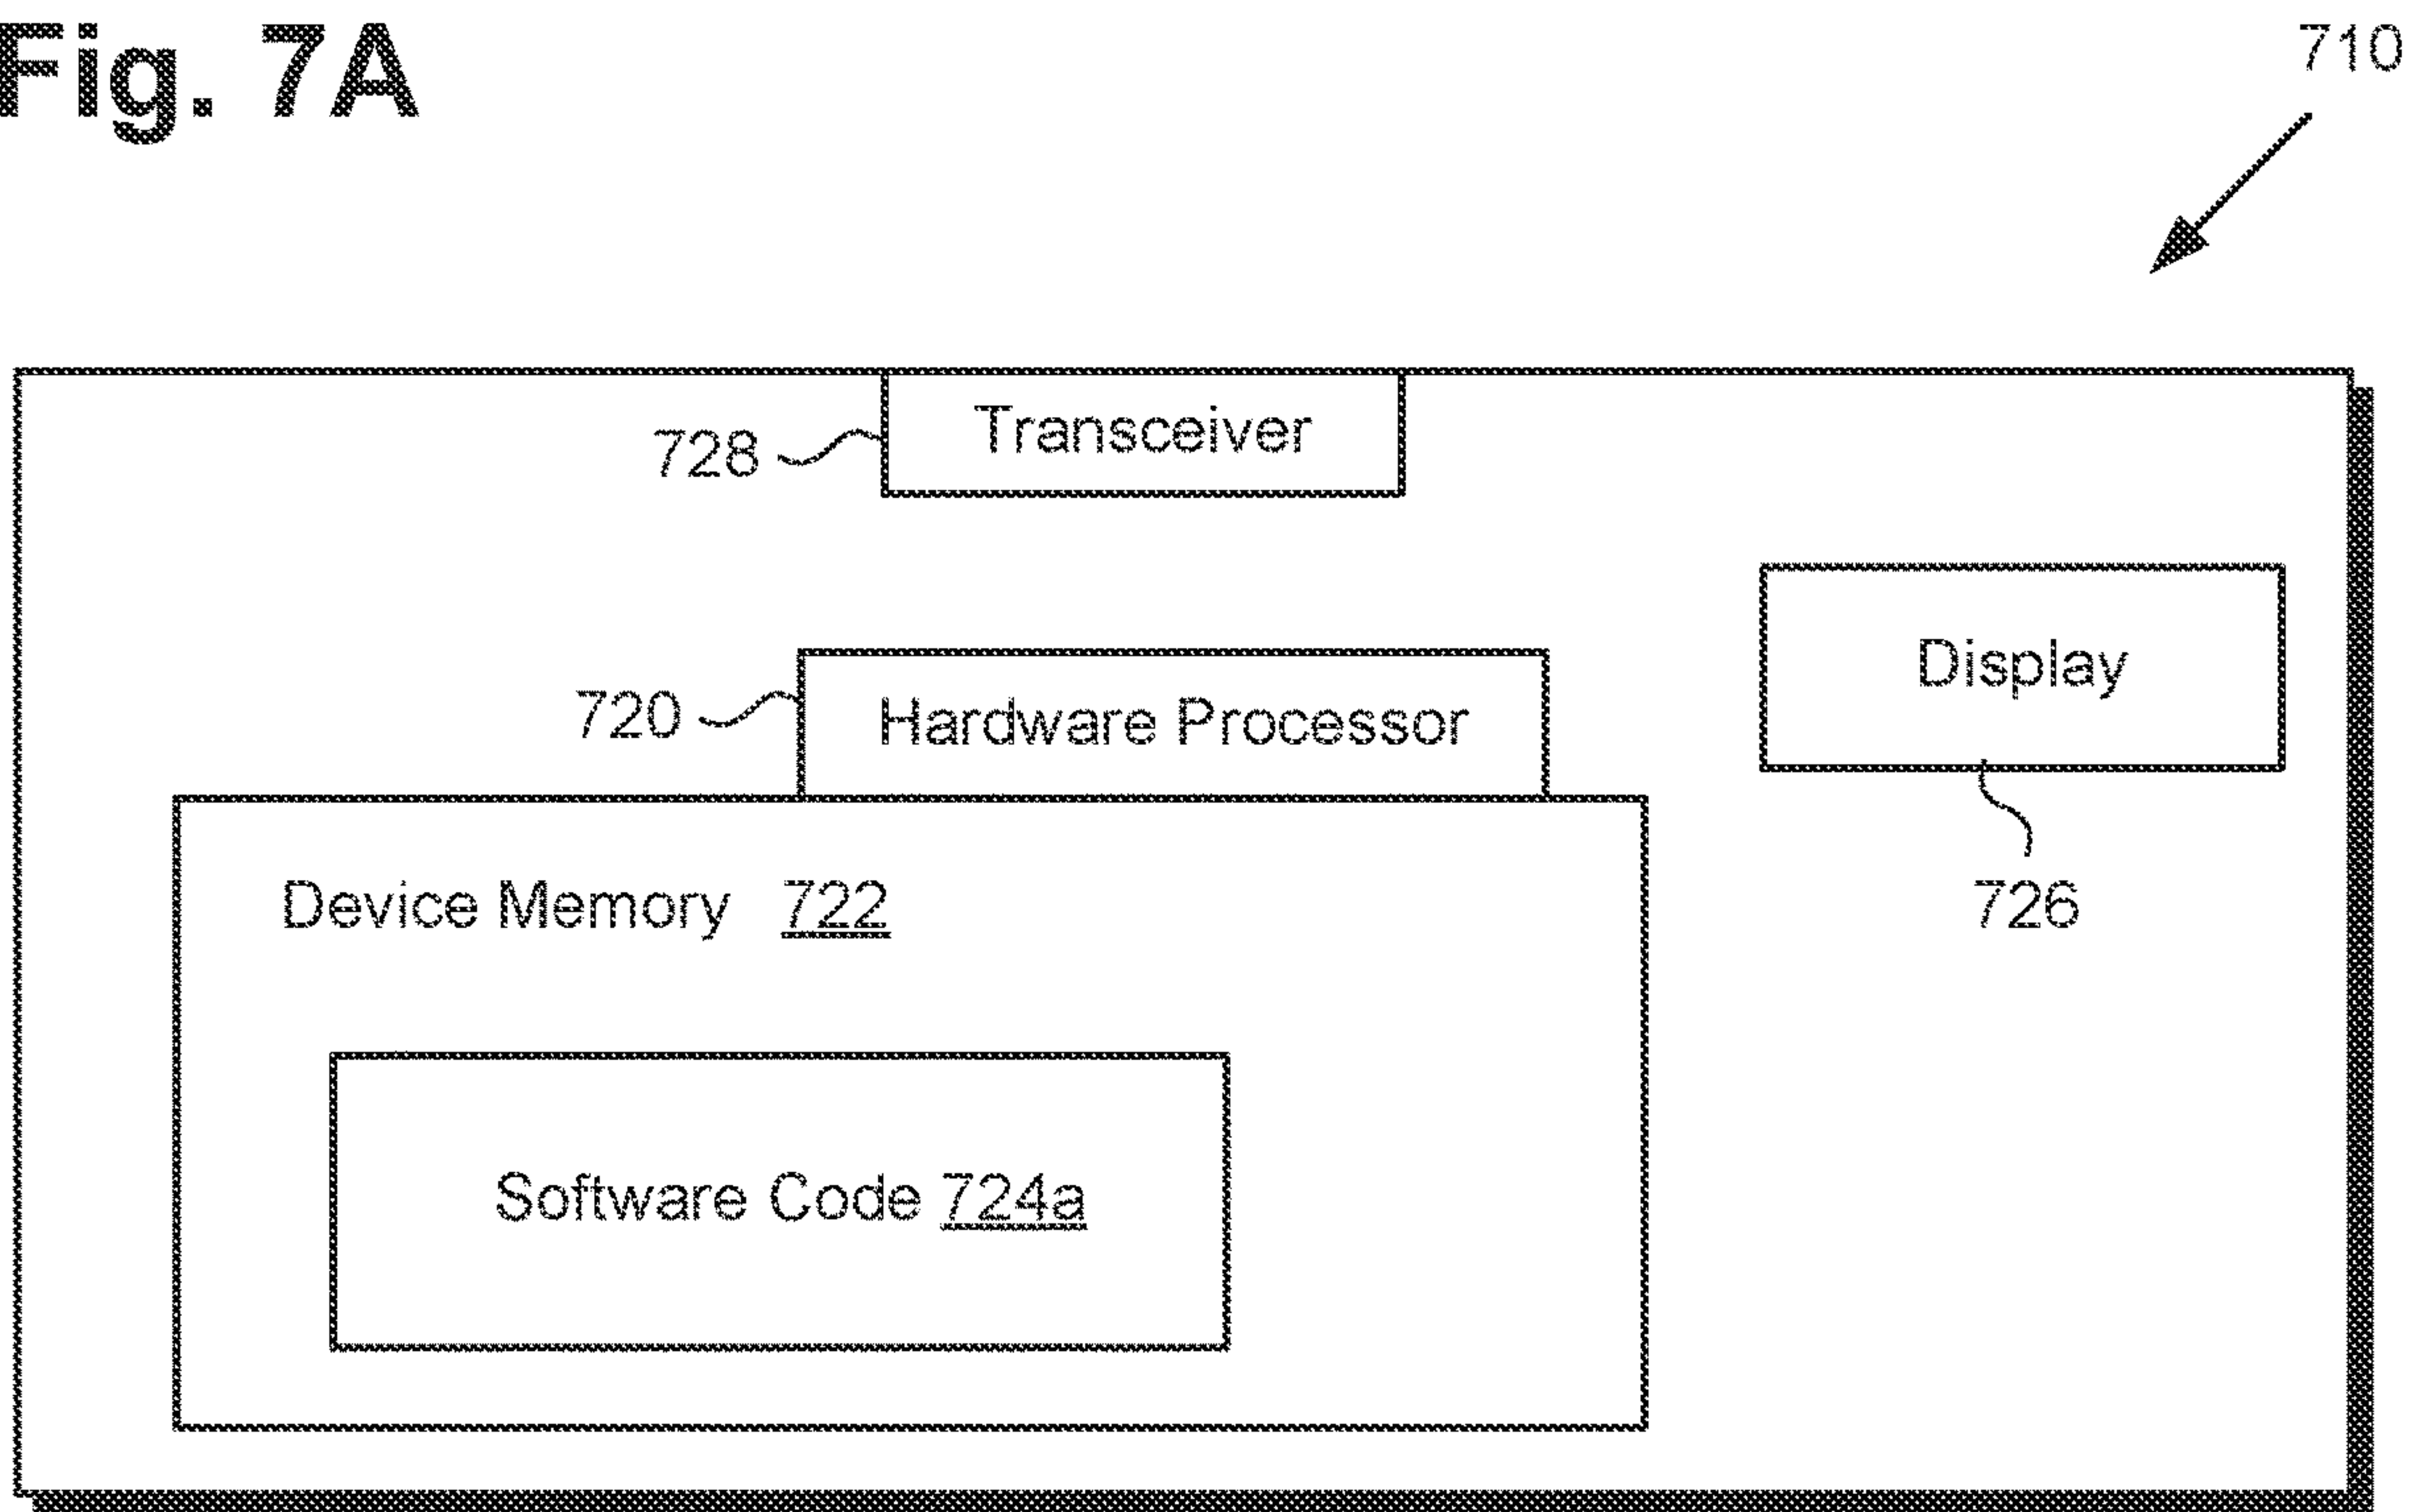 Fig. 7A
710
Transceiver
728
Display
Hardware Processor
720
Device Memory 722
726
Software Code 724a